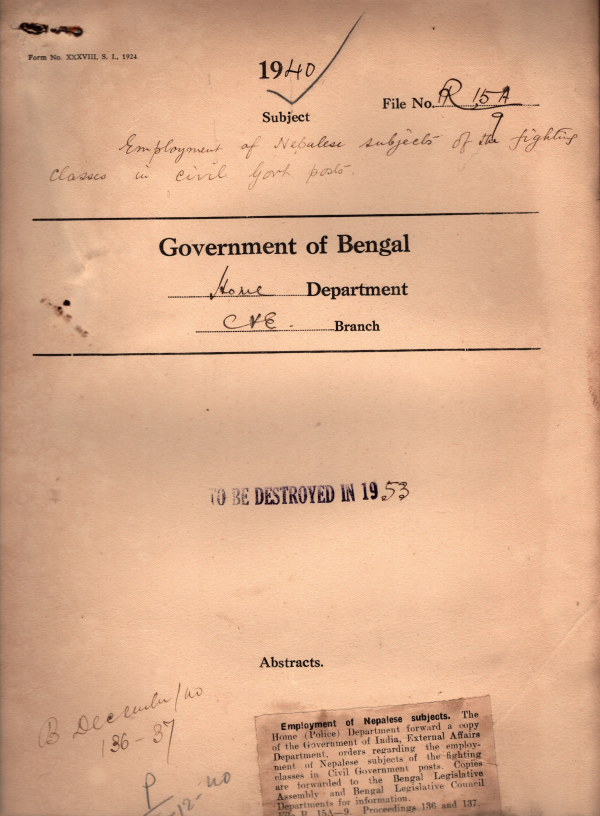 Form No. XXXVIII, S. I., 1924
1940
Subject
File No. R 15A
9
Employment of Nepalese subjects of the fighting
classes in civil Govt posts.
Government of Bengal
Home Department
C & E. Branch
TO BE DESTROYED IN 1953
Abstracts.
B December/40
136-37
P
-12-40
Employment of Nepalese subjects. The
Home (Police) Department forward a copy
of the Government of India, External Affairs
Department, orders regarding the employ-
ment of Nepalese subjects of the fighting
classes in Civil Government posts. Copies
are forwarded to the Bengal Legislative
Assembly and Bengal Legislative Council
Departments for information.
File R. 15A—9. Proceedings 136 and 137.